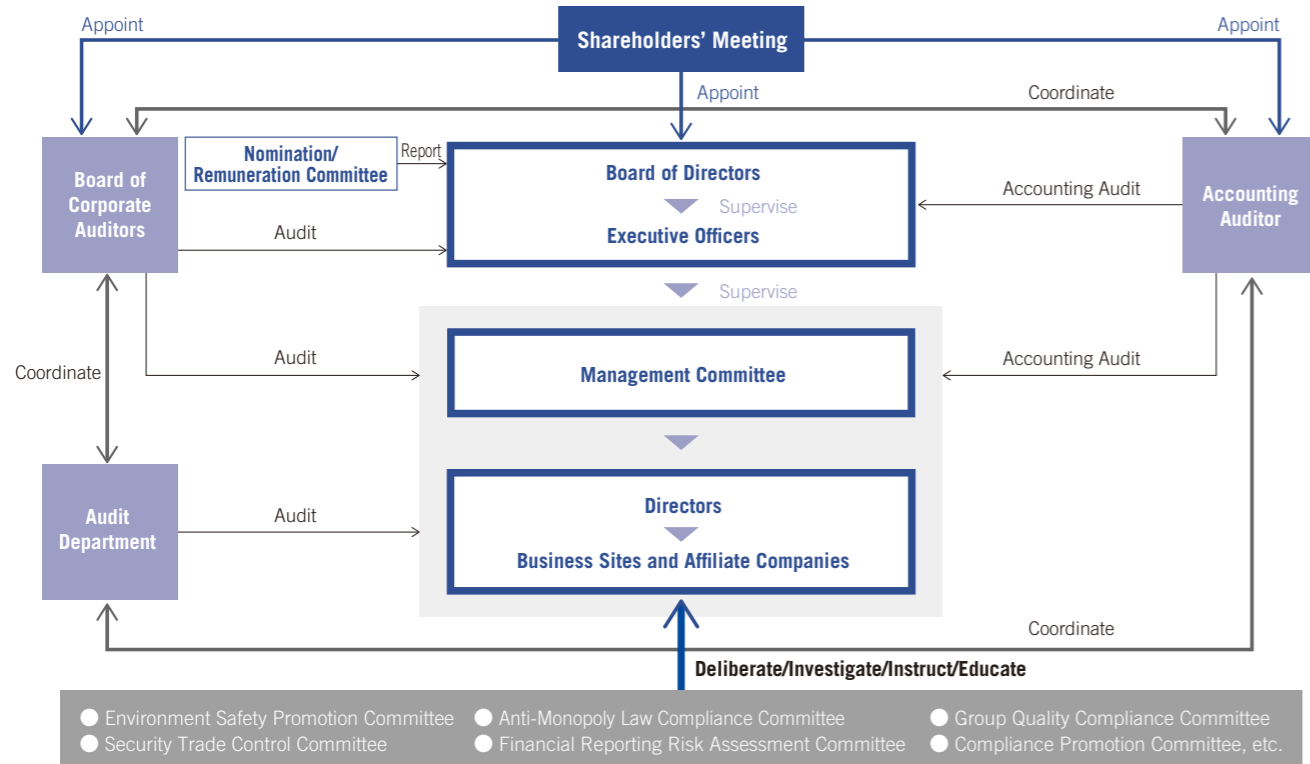 Appoint
Shareholders’ Meeting
Appoint
Appoint
Coordinate
Board of
Corporate
Auditors
Nomination/
Remuneration Committee
Report
Board of Directors
Supervise
Executive Officers
Accounting Audit
Accounting
Auditor
Audit
Supervise
Audit
Management Committee
Accounting Audit
Coordinate
Audit
Department
Audit
Directors
Business Sites and Affiliate Companies
Coordinate
Deliberate/Investigate/Instruct/Educate
Environment Safety Promotion Committee
Anti-Monopoly Law Compliance Committee
Group Quality Compliance Committee
Security Trade Control Committee
Financial Reporting Risk Assessment Committee
Compliance Promotion Committee, etc.